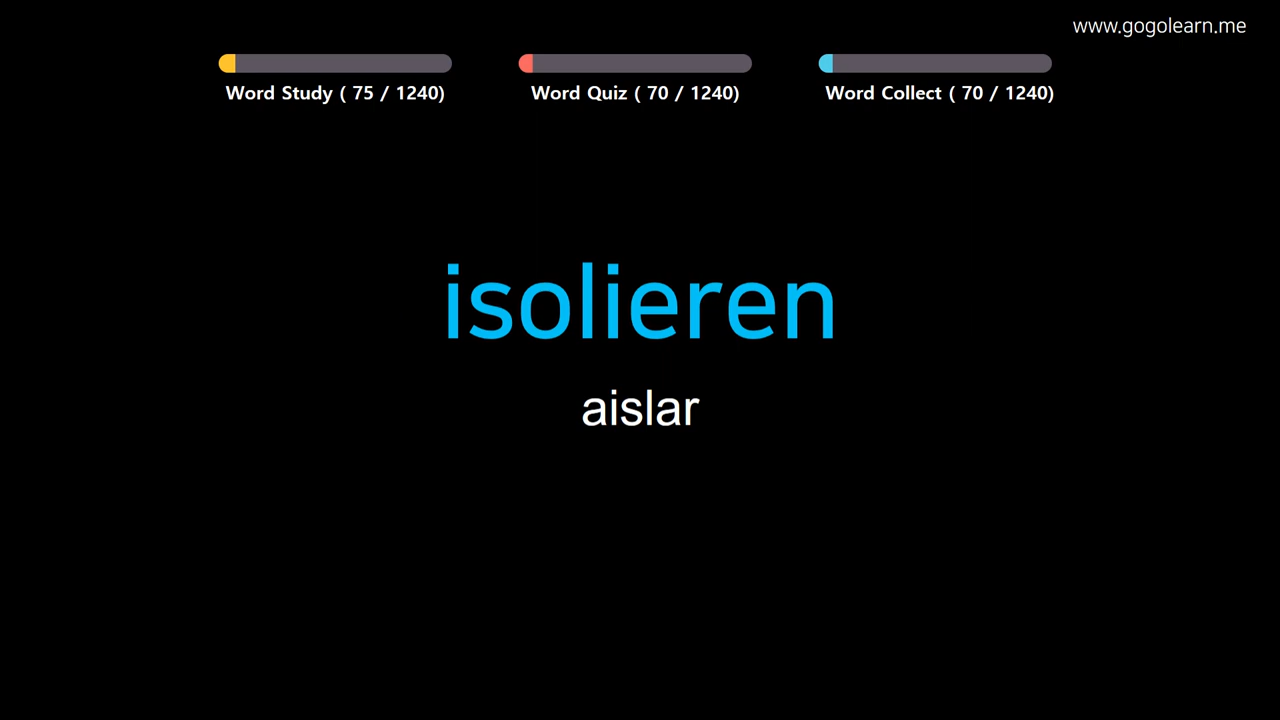 www.gogolearn.me
Word Study ( 75 / 1240)
Word Quiz ( 70 / 1240)
Word Collect ( 70 / 1240)
isolieren
aislar